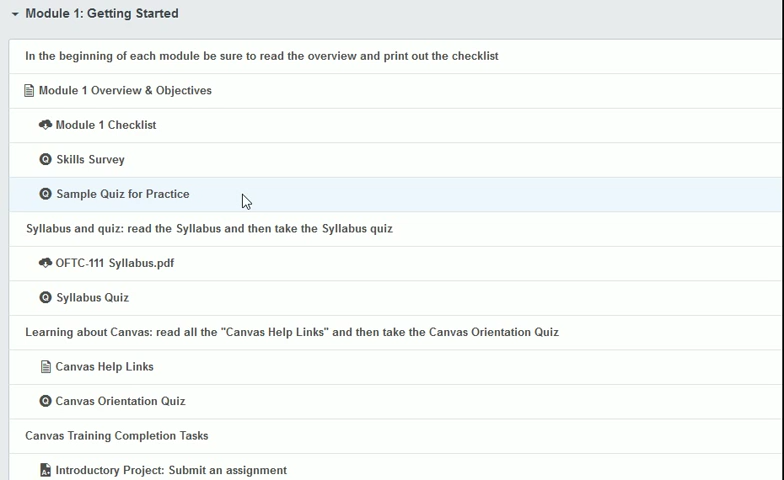 Module 1: Getting Started
In the beginning of each module be sure to read the overview and print out the checklist
Module 1 Overview & Objectives
Module 1 Checklist
Skills Survey
Sample Quiz for Practice
Syllabus and quiz: read the Syllabus and then take the Syllabus quiz
OFTC-111 Syllabus.pdf
Syllabus Quiz
Learning about Canvas: read all the "Canvas Help Links" and then take the Canvas Orientation Quiz
Canvas Help Links
Canvas Orientation Quiz
Canvas Training Completion Tasks
Introductory Project: Submit an assignment